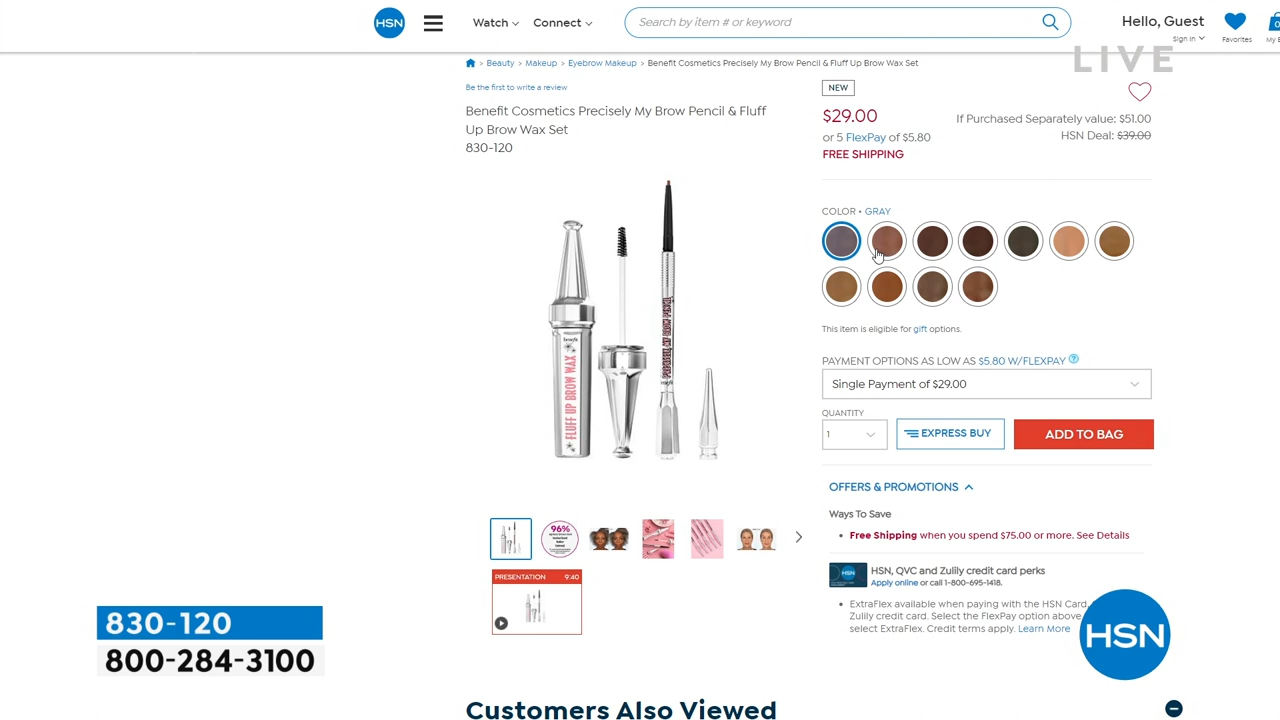 HSN
Watch
Connect
Search by item # or keyword
Hello, Guest
Sign In
Favorites
0
LIVE
Beauty > Makeup > Eyebrow Makeup > Benefit Cosmetics Precisely My Brow Pencil & Fluff Up Brow Wax Set
Be the first to write a review
Benefit Cosmetics Precisely My Brow Pencil & Fluff
Up Brow Wax Set
830-120
NEW
$29.00
If Purchased Separately value: $51.00
or 5 FlexPay of $5.80
HSN Deal: $39.00
FREE SHIPPING
COLOR • GRAY
This item is eligible for gift options.
PAYMENT OPTIONS AS LOW AS $5.80 W/FLEXPAY ?
Single Payment of $29.00
QUANTITY
1
EXPRESS BUY
ADD TO BAG
benefit
FLUFF UP BROW WAX
OFFERS & PROMOTIONS
Ways To Save
• Free Shipping when you spend $75.00 or more. See Details
96%
HSN, QVC and Zulily credit card perks
Apply online or call 1-800-695-1418.
• ExtraFlex available when paying with the HSN Card,
Zulily credit card. Select the FlexPay option above
select ExtraFlex. Credit terms apply. Learn More
PRESENTATION 9:40
830-120
800-284-3100
HSN
Customers Also Viewed